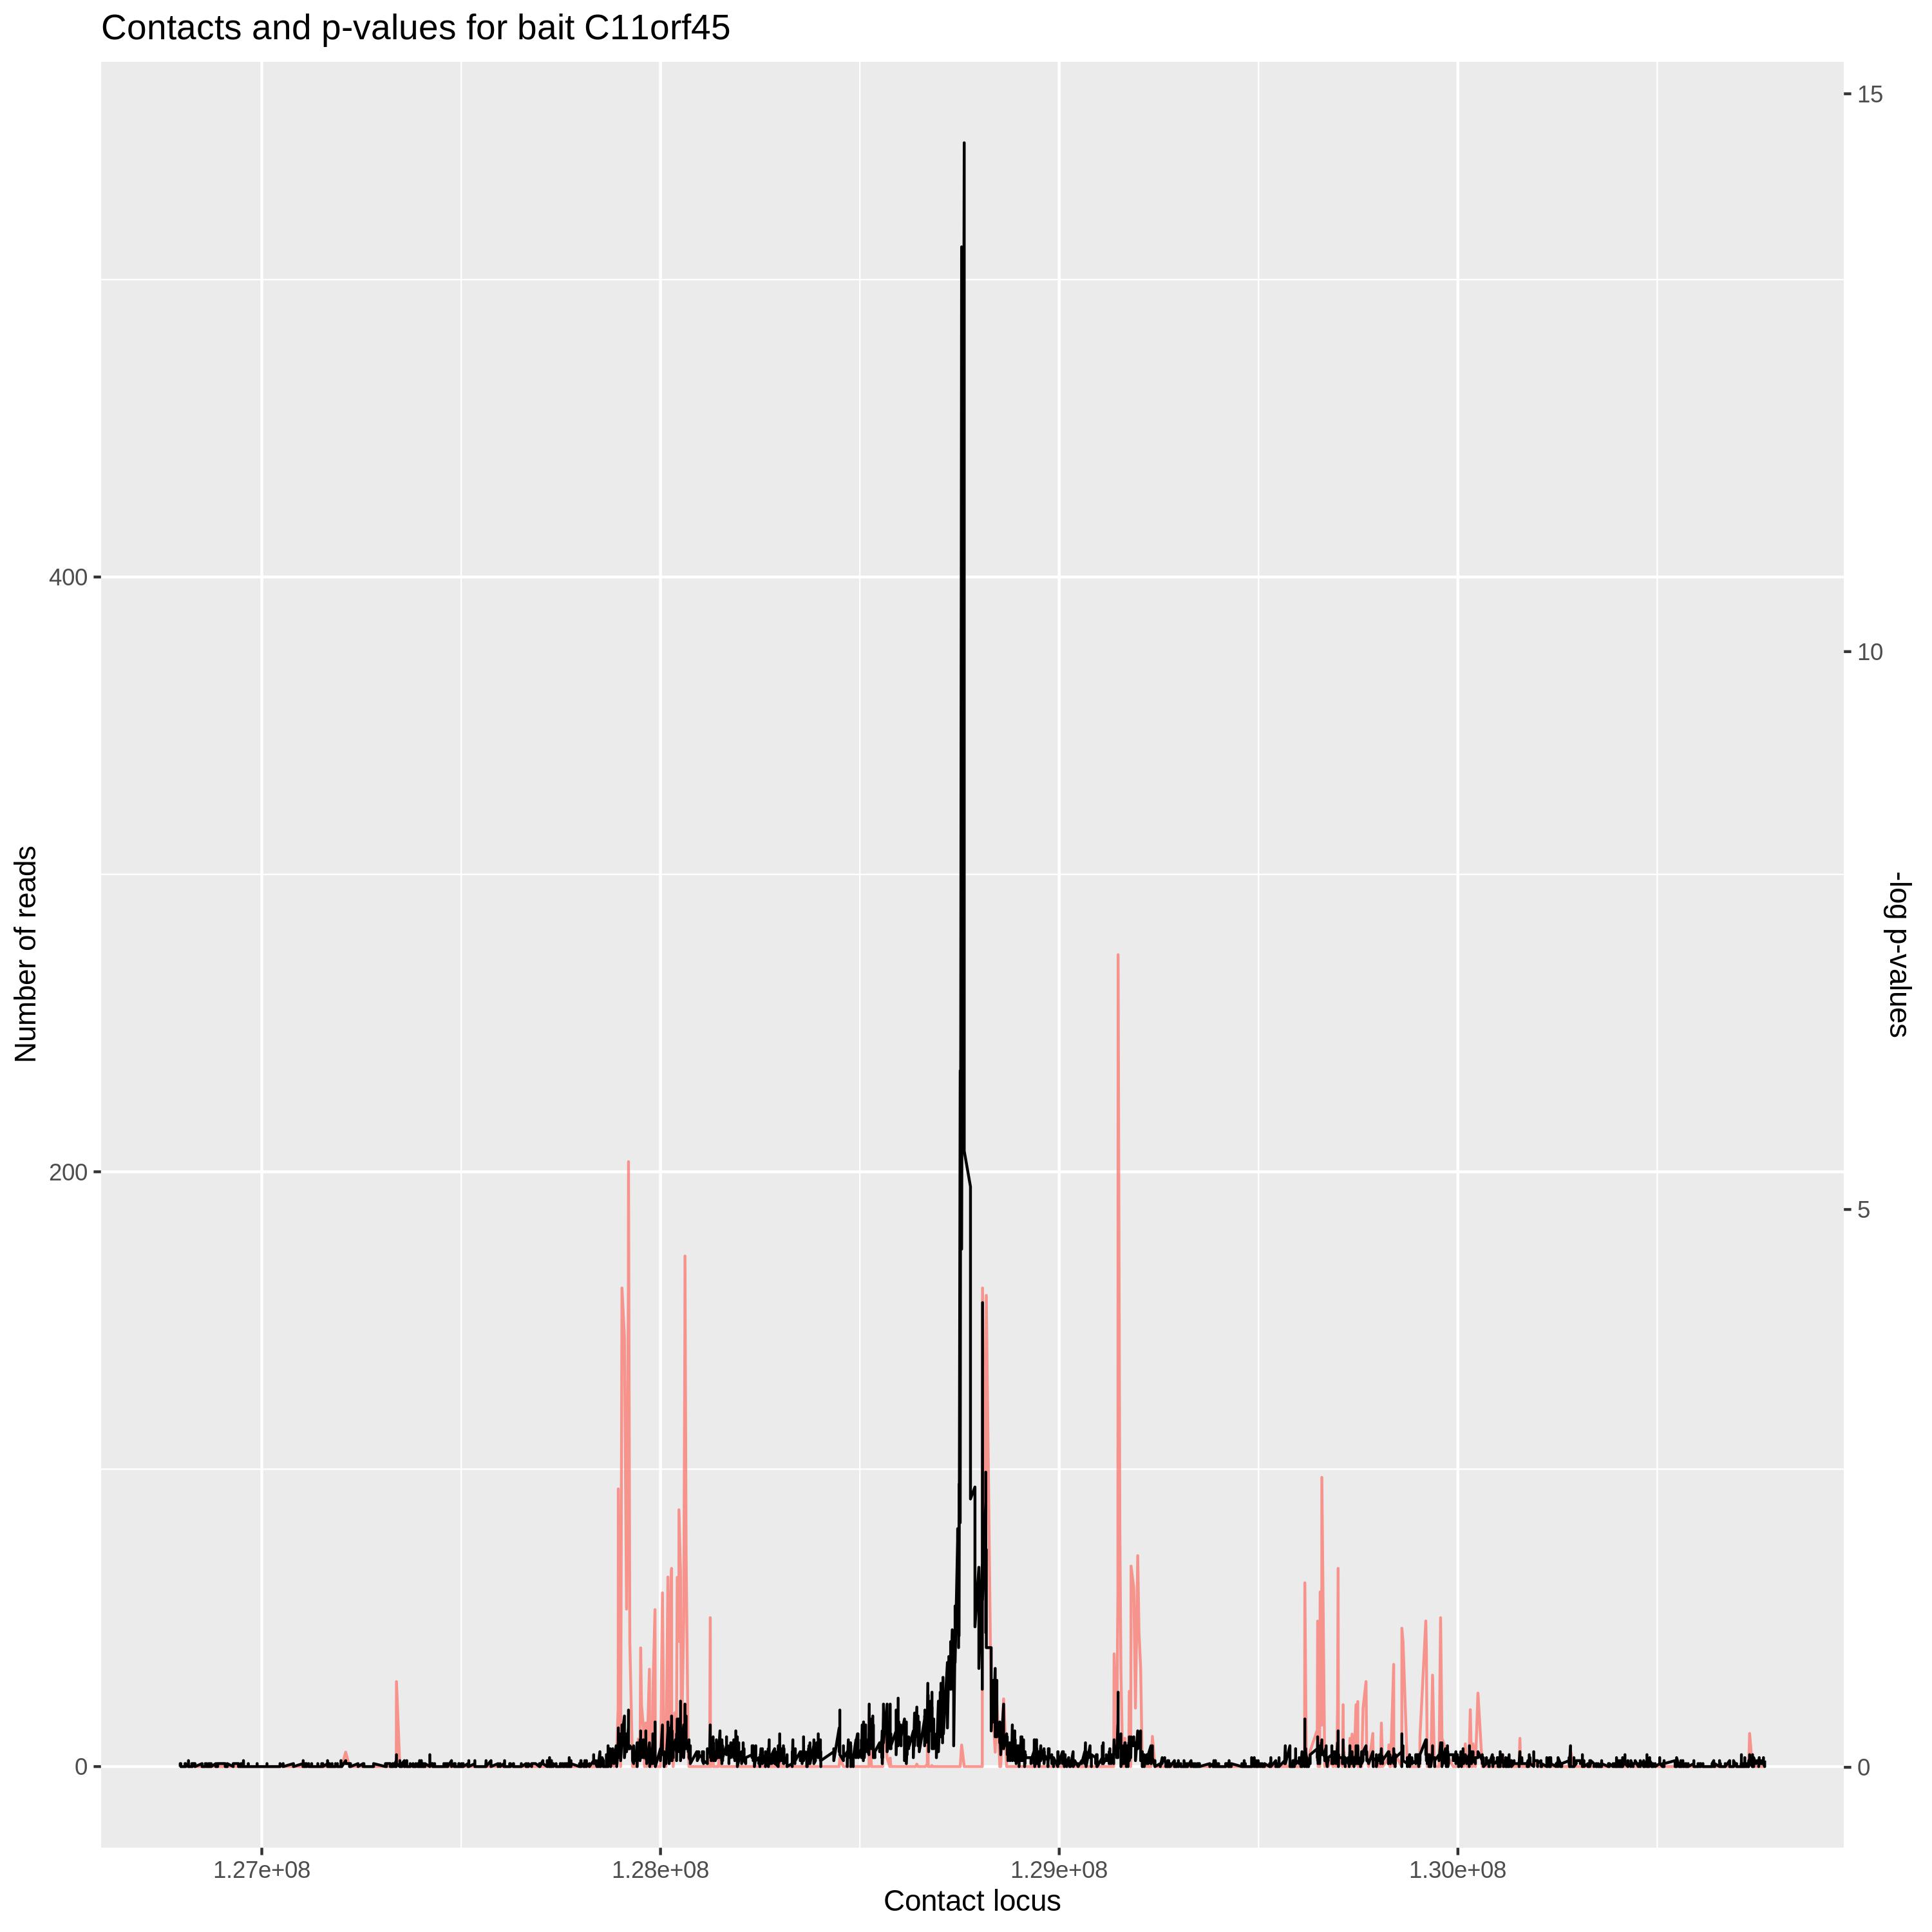 Contacts and p-values for bait C11orf45
15
400
10
Number of reads
-log p-values
200
5
0
0
1.27e+08
1.28e+08
1.29e+08
1.30e+08
Contact locus